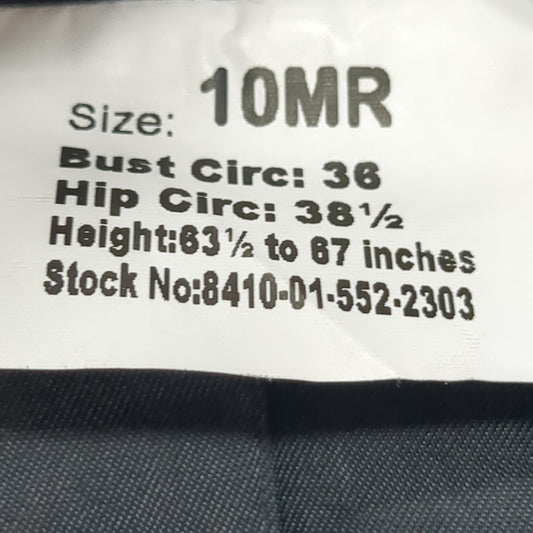 Size: 10MR
Bust Circ: 36
Hip Circ: 38½
Height:63½ to 67 inches
Stock No:8410-01-552-2303